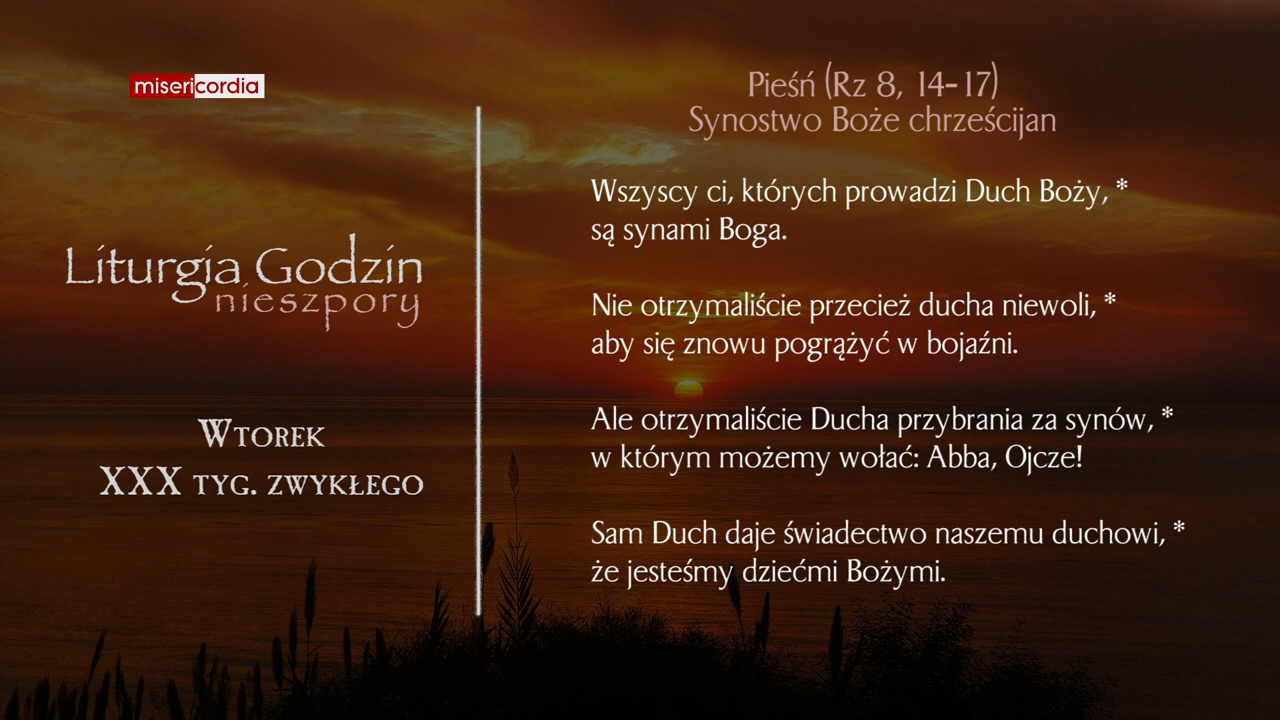 misericordia
Liturgia Godzin
nieszpory
Wtorek
XXX tyg. zwykłego
Pieśń (Rz 8, 14-17)
Synostwo Boże chrześcijan
Wszyscy ci, których prowadzi Duch Boży, *
są synami Boga.
Nie otrzymaliście przecież ducha niewoli, *
aby się znowu pogrążyć w bojaźni.
Ale otrzymaliście Ducha przybrania za synów, *
w którym możemy wołać: Abba, Ojcze!
Sam Duch daje świadectwo naszemu duchowi, *
że jesteśmy dziećmi Bożymi.